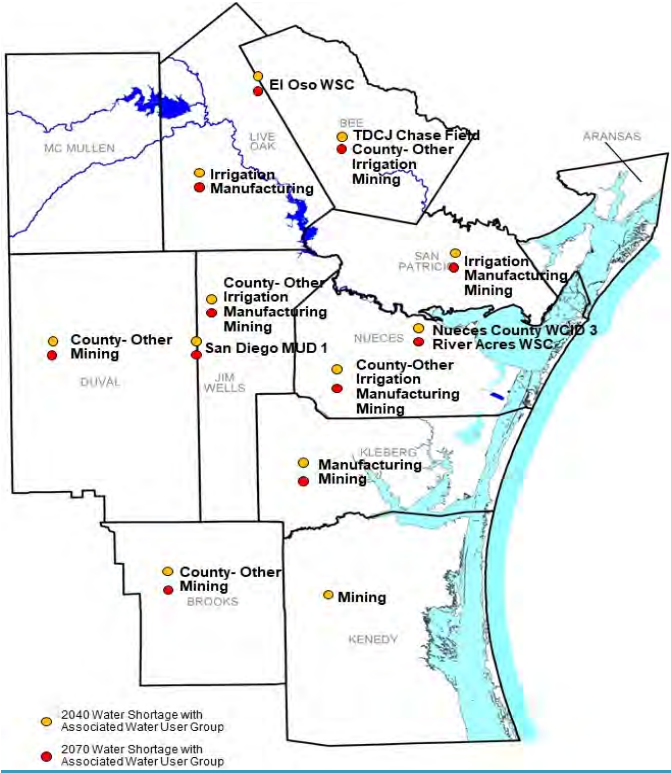 El Oso WSC
BEE
TDCJ Chase Field
County- Other
Irrigation
Mining
ARANSAS
MC MULLEN
LIVE
OAK
Irrigation
Manufacturing
SAN
PATRICIO
Irrigation
Manufacturing
Mining
County- Other
Irrigation
Manufacturing
Mining
San Diego MUD 1
JIM
WELLS
County- Other
Mining
DUVAL
NUECES
Nueces County WCID 3
River Acres WSC
County-Other
Irrigation
Manufacturing
Mining
KLEBERG
Manufacturing
Mining
County- Other
Mining
BROOKS
Mining
KENEDY
2040 Water Shortage with
Associated Water User Group
2070 Water Shortage with
Associated Water User Group